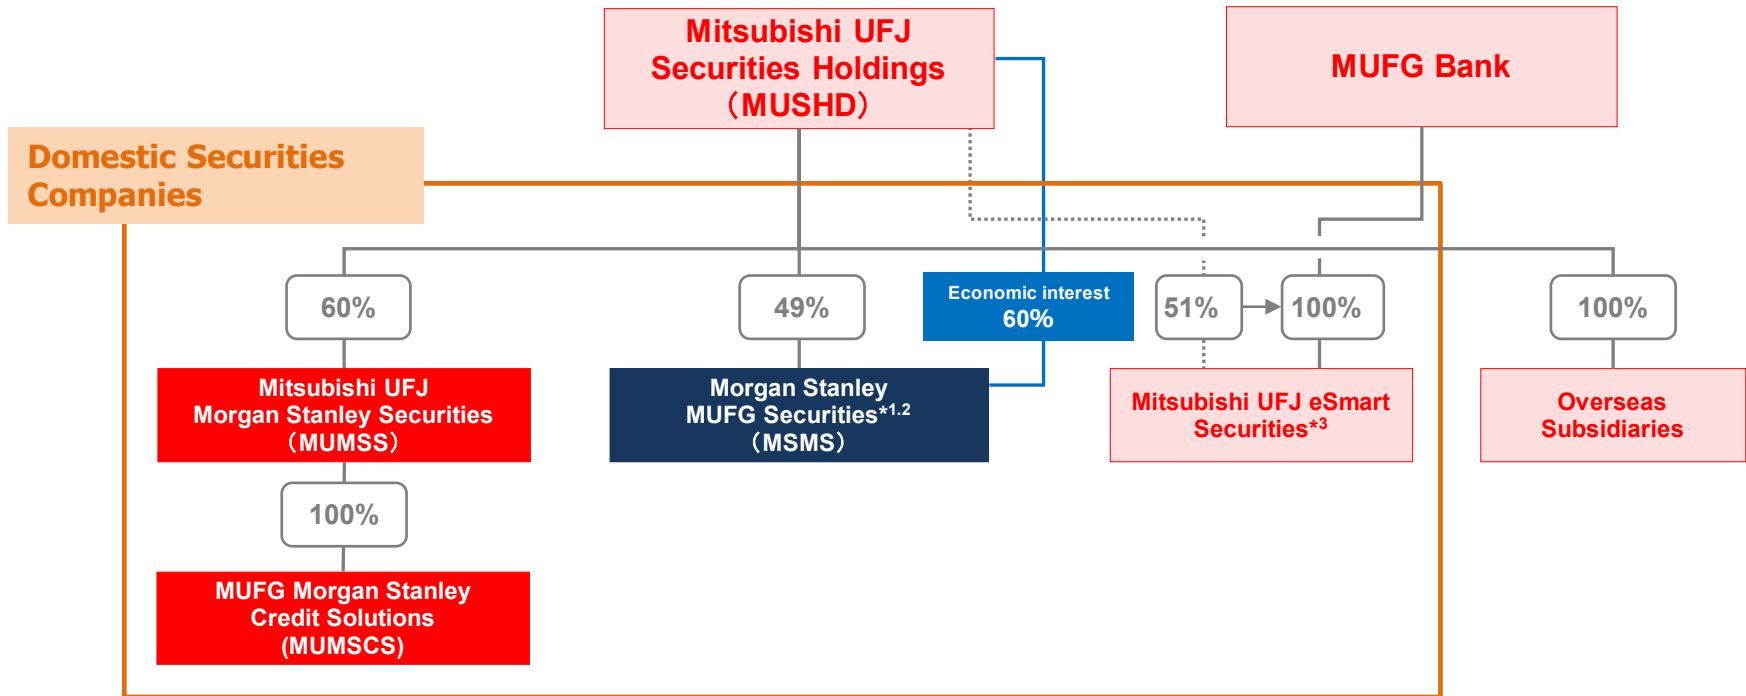 Mitsubishi UFJ
Securities Holdings
（MUSHD）
MUFG Bank
Domestic Securities
Companies
60%
49%
Economic interest
60%
51%
100%
100%
Mitsubishi UFJ
Morgan Stanley Securities
（MUMSS）
Morgan Stanley
MUFG Securities*1.2
（MSMS）
Mitsubishi UFJ eSmart
Securities*3
Overseas
Subsidiaries
100%
MUFG Morgan Stanley
Credit Solutions
(MUMSCS)